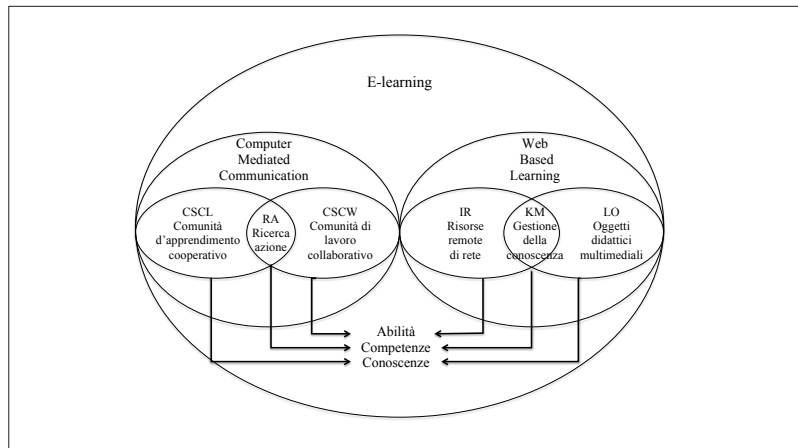 E-learning
Computer
Mediated
Communication
Web
Based
Learning
CSCL
Comunità
d'apprendimento
cooperativo
RA
Ricerca
azione
CSCW
Comunità di
lavoro
collaborativo
IR
Risorse
remote
di rete
KM
Gestione
della
conoscenza
LO
Oggetti
didattici
multimediali
Abilità
Competenze
Conoscenze